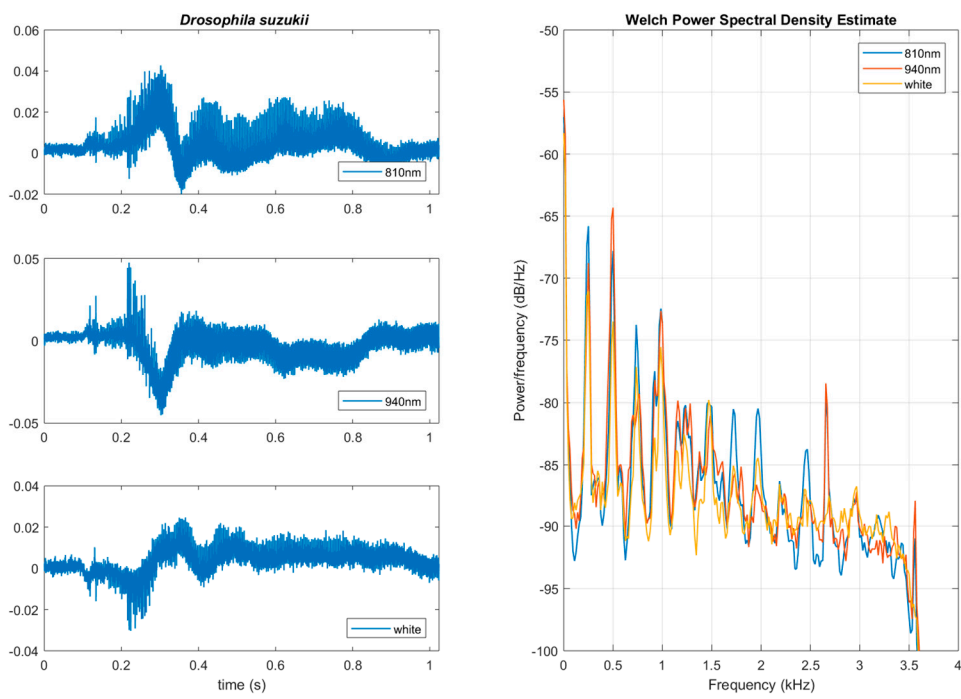 Drosophila suzukii
0.06
0.04
0.02
0
-0.02
810nm
0 0.2 0.4 0.6 0.8 1
0.05
0
-0.05
940nm
0 0.2 0.4 0.6 0.8 1
0.04
0.02
0
-0.02
-0.04
white
0 0.2 0.4 0.6 0.8 1
time (s)
Welch Power Spectral Density Estimate
810nm
940nm
white
Power/frequency (dB/Hz)
-50
-55
-60
-65
-70
-75
-80
-85
-90
-95
-100
0 0.5 1 1.5 2 2.5 3 3.5 4
Frequency (kHz)